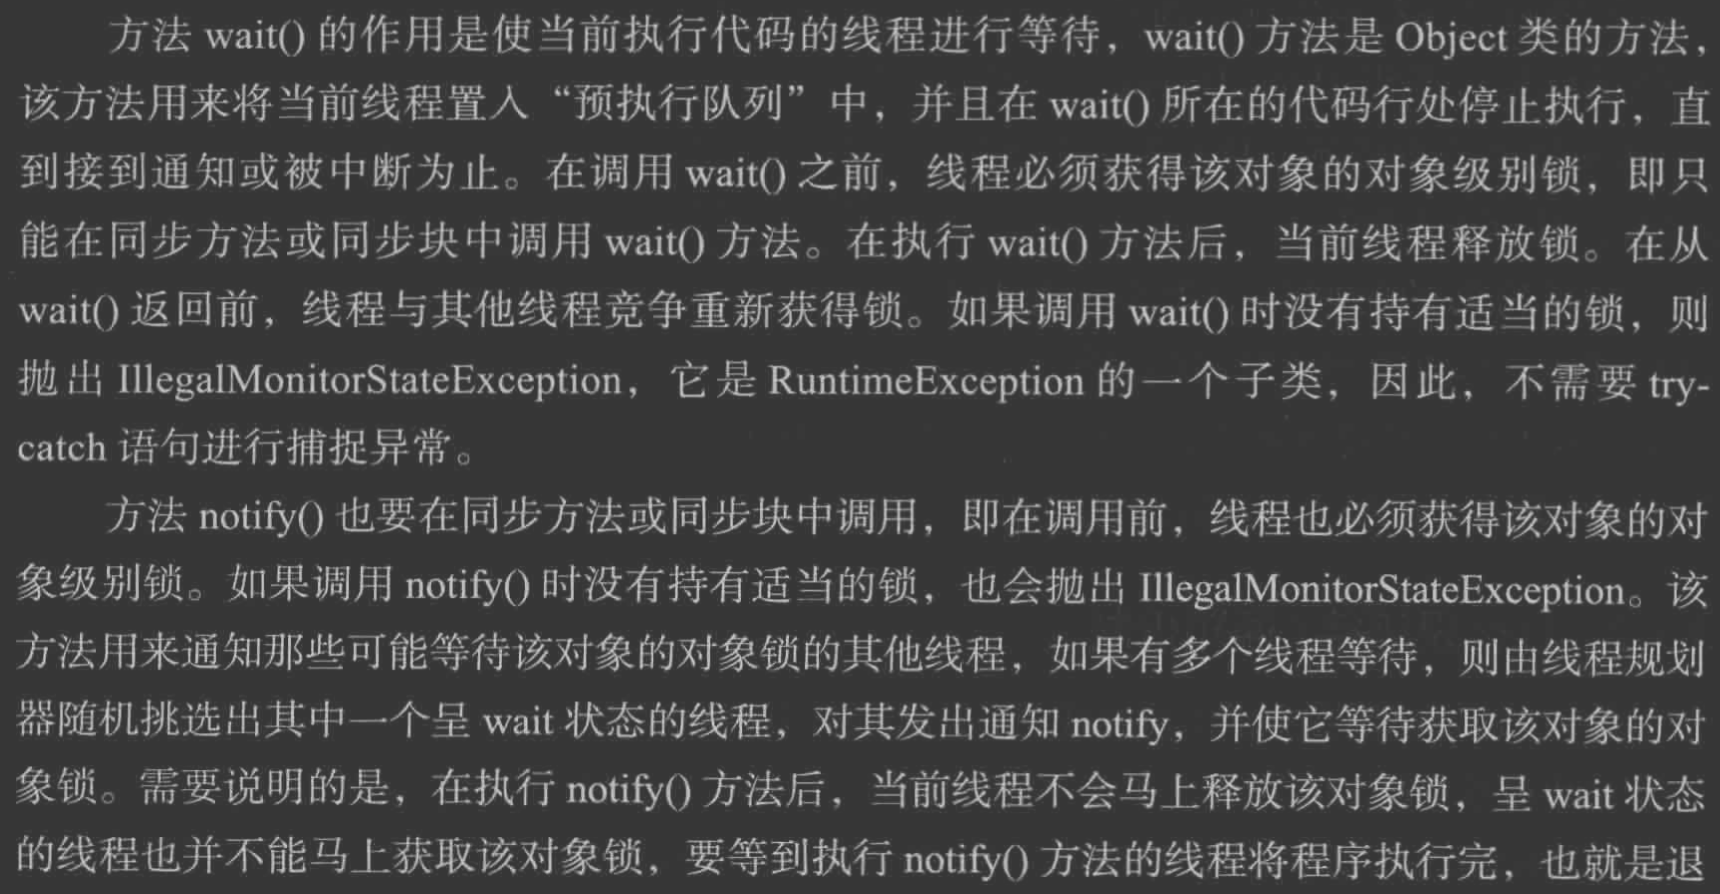 方法 wait() 的作用是使当前执行代码的线程进行等待，wait() 方法是 Object 类的方法，
该方法用来将当前线程置入“预执行队列”中，并且在 wait() 所在的代码行处停止执行，直
到接到通知或被中断为止。在调用 wait() 之前，线程必须获得该对象的对象级别锁，即只
能在同步方法或同步块中调用 wait() 方法。在执行 wait() 方法后，当前线程释放锁。在从
wait() 返回前，线程与其他线程竞争重新获得锁。如果调用 wait() 时没有持有适当的锁，则
抛出 IllegalMonitorStateException，它是 RuntimeException 的一个子类，因此，不需要 try-
catch 语句进行捕捉异常。
方法 notify() 也要在同步方法或同步块中调用，即在调用前，线程也必须获得该对象的对
象级别锁。如果调用 notify() 时没有持有适当的锁，也会抛出 IllegalMonitorStateException。该
方法用来通知那些可能等待该对象的对象锁的其他线程，如果有多个线程等待，则由线程规划
器随机挑选出其中一个呈 wait 状态的线程，对其发出通知 notify，并使它等待获取该对象的对
象锁。需要说明的是，在执行 notify() 方法后，当前线程不会马上释放该对象锁，呈 wait 状态
的线程也并不能马上获取该对象锁，要等到执行 notify() 方法的线程将程序执行完，也就是退